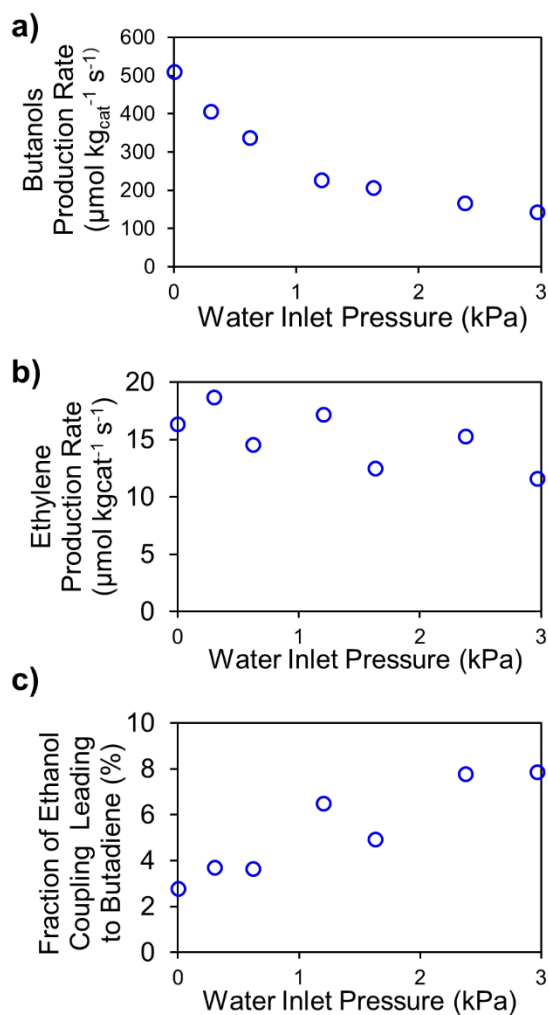 a)
Butanols
Production Rate
(µmol kg_cat⁻¹ s⁻¹)
600
500
400
300
200
100
0
0 1 2 3
Water Inlet Pressure (kPa)
b)
Ethylene
Production Rate
(µmol kgcat⁻¹ s⁻¹)
20
15
10
5
0
0 1 2 3
Water Inlet Pressure (kPa)
c)
Fraction of Ethanol
Coupling Leading
to Butadiene (%)
10
8
6
4
2
0
0 1 2 3
Water Inlet Pressure (kPa)